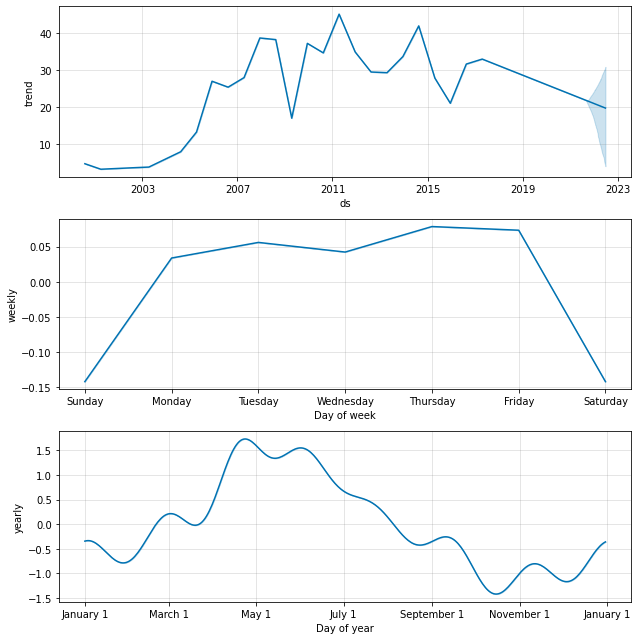 40
30
20
10
trend
2003 2007 2011 2015 2019 2023
ds
0.05
0.00
−0.05
−0.10
−0.15
weekly
Sunday Monday Tuesday Wednesday Thursday Friday Saturday
Day of week
1.5
1.0
0.5
0.0
−0.5
−1.0
−1.5
yearly
January 1 March 1 May 1 July 1 September 1 November 1 January 1
Day of year